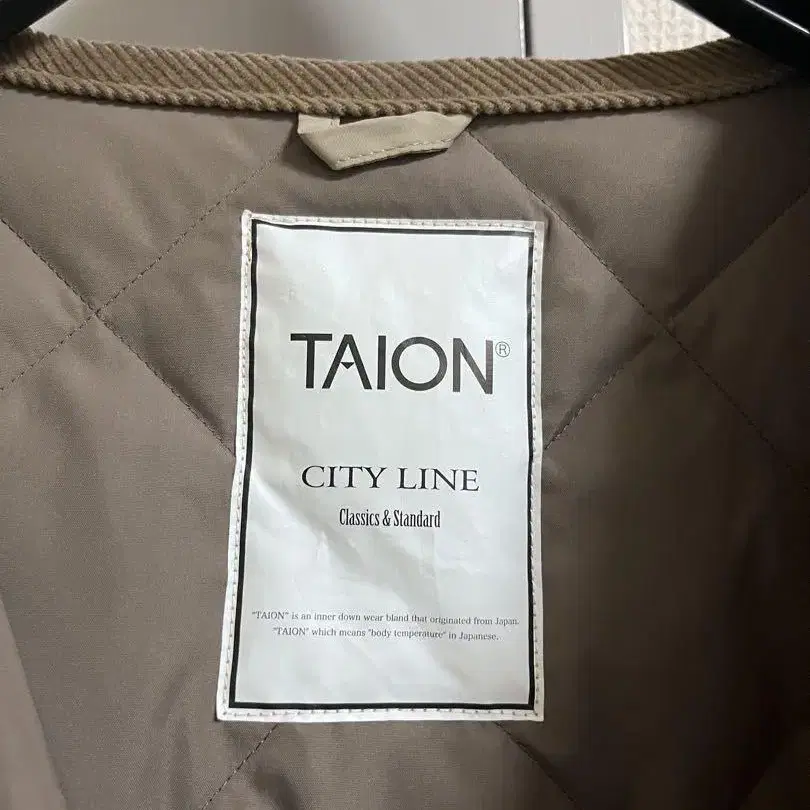 TAION®
CITY LINE
Classics & Standard
"TAION" is an inner down wear bland that originated from Japan.
"TAION" which means "body temperature" in Japanese.